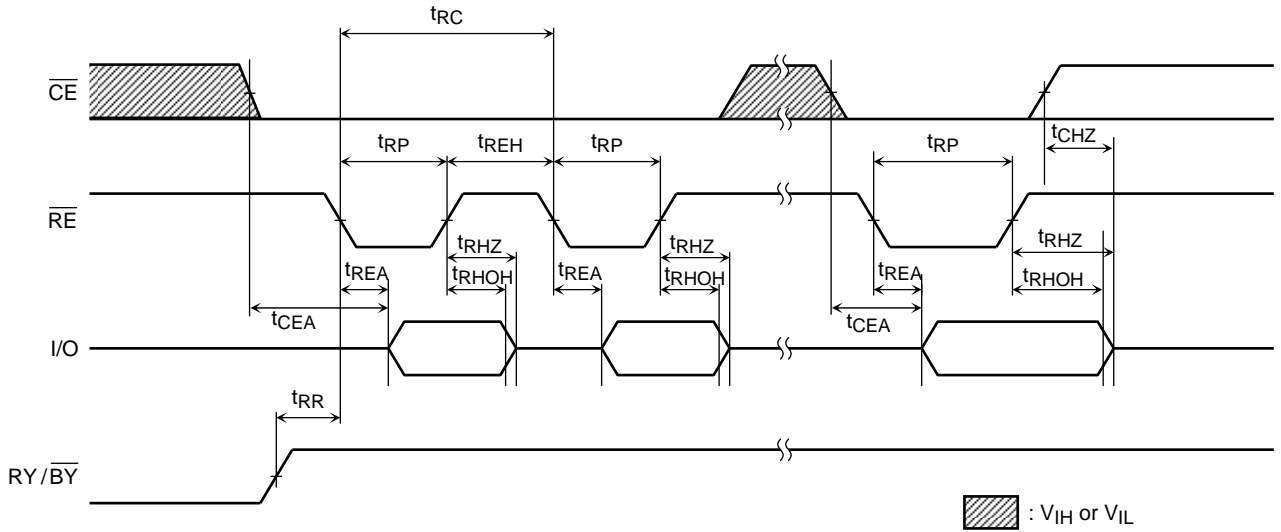 tRC
CE
tCHZ
tRP tREH tRP tRP
RE
tRHZ tRHZ tRHZ
tREA tRHOH tREA tRHOH tREA tRHOH
tCEA tCEA
I/O
tRR
RY/BY
: VIH or VIL